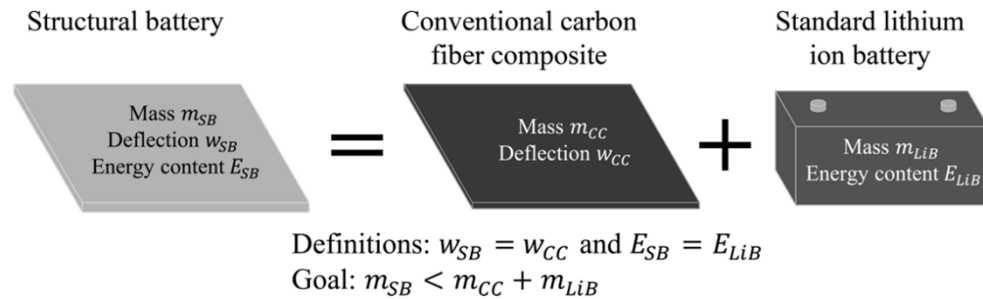 Structural battery
Conventional carbon
fiber composite
Standard lithium
ion battery
Mass m_SB
Deflection w_SB
Energy content E_SB
=
Mass m_CC
Deflection w_CC
+
Mass m_LiB
Energy content E_LiB
Definitions: w_SB = w_CC and E_SB = E_LiB
Goal: m_SB < m_CC + m_LiB